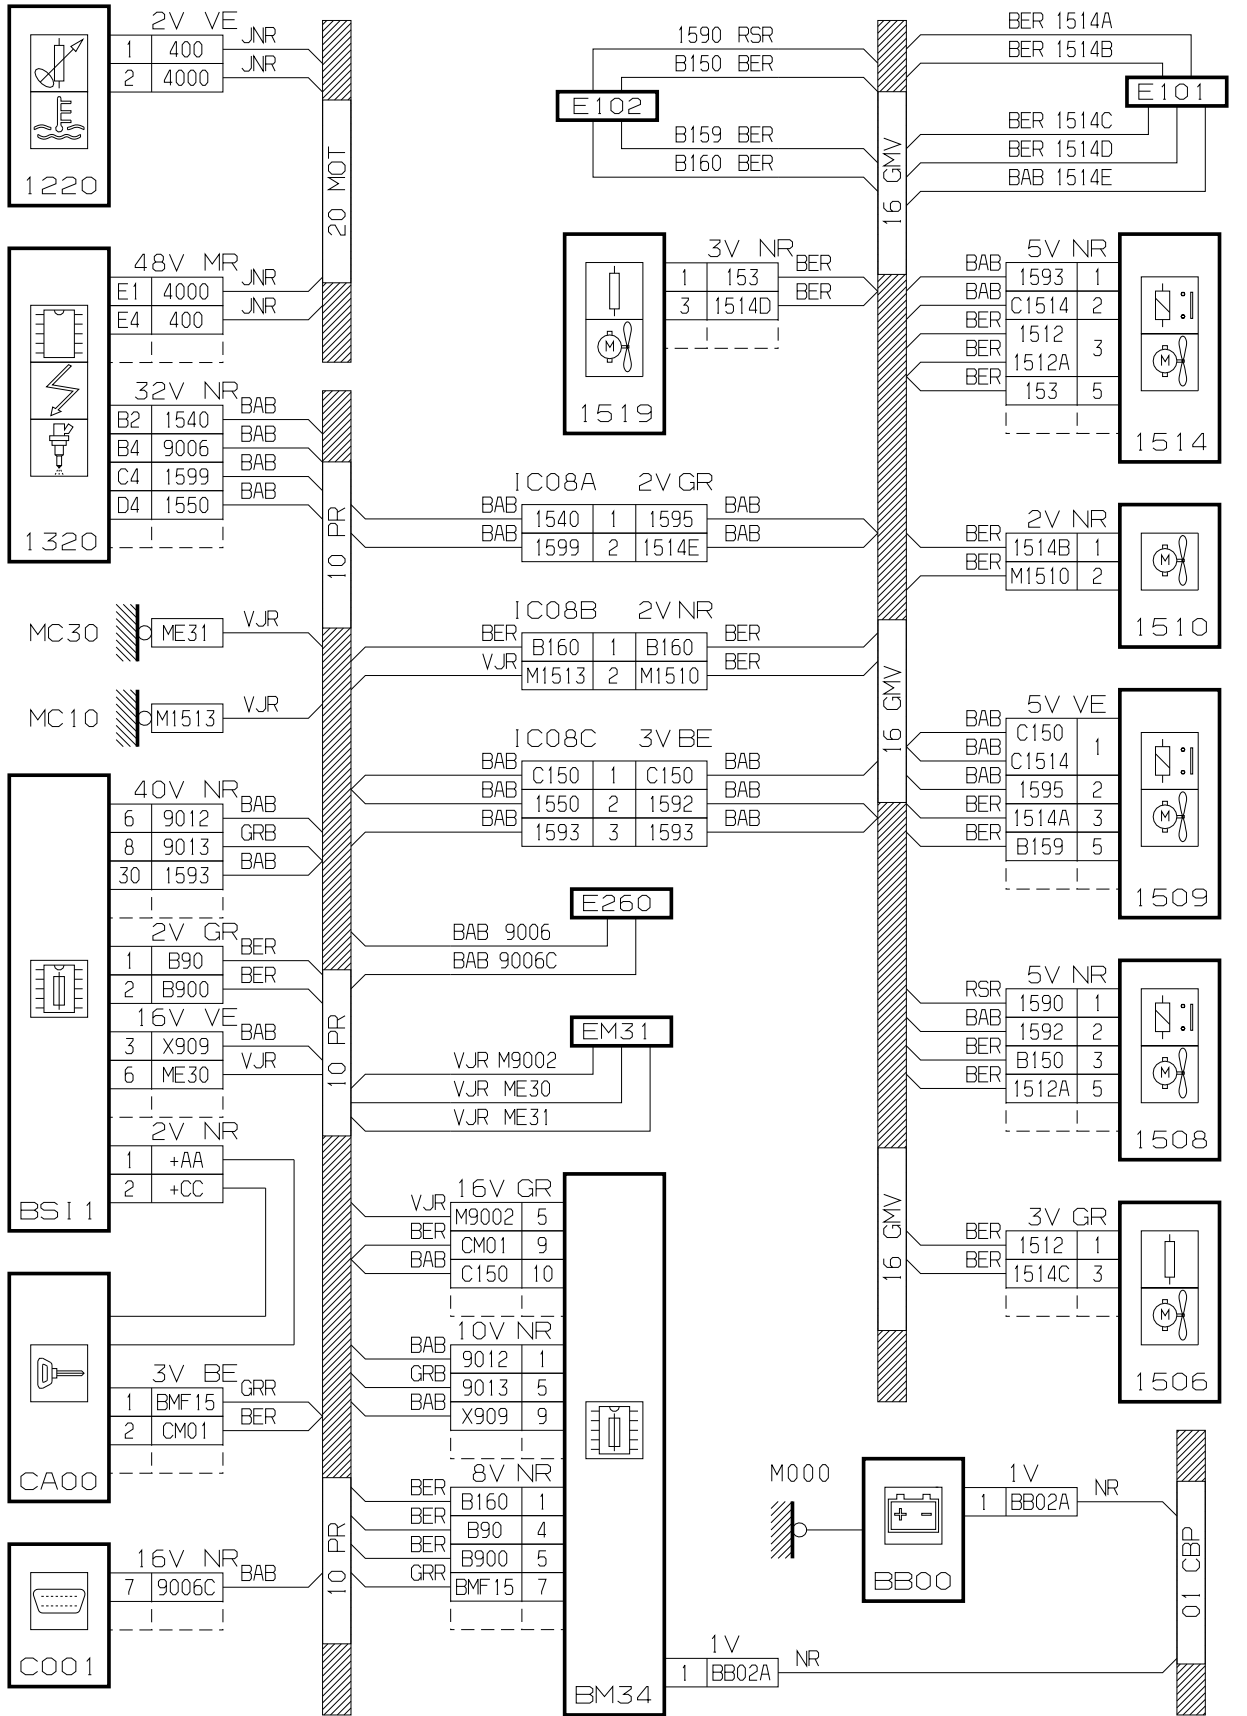 2V VE
1 400 JNR
2 4000 JNR
1220
20 MOT
48V MR
E1 4000 JNR
E4 400 JNR
32V NR
B2 1540 BAB
B4 9006 BAB
C4 1599 BAB
D4 1550 BAB
1320
10 PR
MC30 ME31 VJR
MC10 M1513 VJR
40V NR
6 9012 BAB
8 9013 GRB
30 1593 BAB
2V GR
1 B90 BER
2 B900 BER
16V VE
3 X909 BAB
6 ME30 VJR
10 PR
2V NR
1 +AA
2 +CC
BSI1
3V BE
1 BMF15 GRR
2 CM01 BER
CA00
16V NR
7 9006C BAB
C001
10 PR
1590 RSR
B150 BER
E102
B159 BER
B160 BER
16 GMV
BER 1514A
BER 1514B
E101
BER 1514C
BER 1514D
BAB 1514E
3V NR
1 153 BER
3 1514D BER
M
1519
5V NR
BAB 1593 1
BAB C1514 2
BER 1512
BER 1512A 3
BER 153 5
M
1514
IC08A 2V GR
BAB 1540 1 1595 BAB
BAB 1599 2 1514E BAB
2V NR
BER 1514B 1
BER M1510 2
M
1510
IC08B 2V NR
BER B160 1 B160 BER
VJR M1513 2 M1510 BER
16 GMV
IC08C 3V BE
BAB C150 1 C150 BAB
BAB 1550 2 1592 BAB
BAB 1593 3 1593 BAB
5V VE
BAB C150
BAB C1514 1
BAB 1595 2
BER 1514A 3
BER B159 5
M
1509
E260
BAB 9006
BAB 9006C
5V NR
RSR 1590 1
BAB 1592 2
BER B150 3
BER 1512A 5
M
1508
EM31
VJR M9002
VJR ME30
VJR ME31
16V GR
VJR M9002 5
BER CM01 9
BAB C150 10
10V NR
BAB 9012 1
GRB 9013 5
BAB X909 9
8V NR
BER B160 1
BER B90 4
BER B900 5
GRR BMF15 7
1V
1 BB02A NR
BM34
16 GMV
3V GR
BER 1512 1
BER 1514C 3
M
1506
M000
+ -
BB00
1V
1 BB02A NR
01 CBP